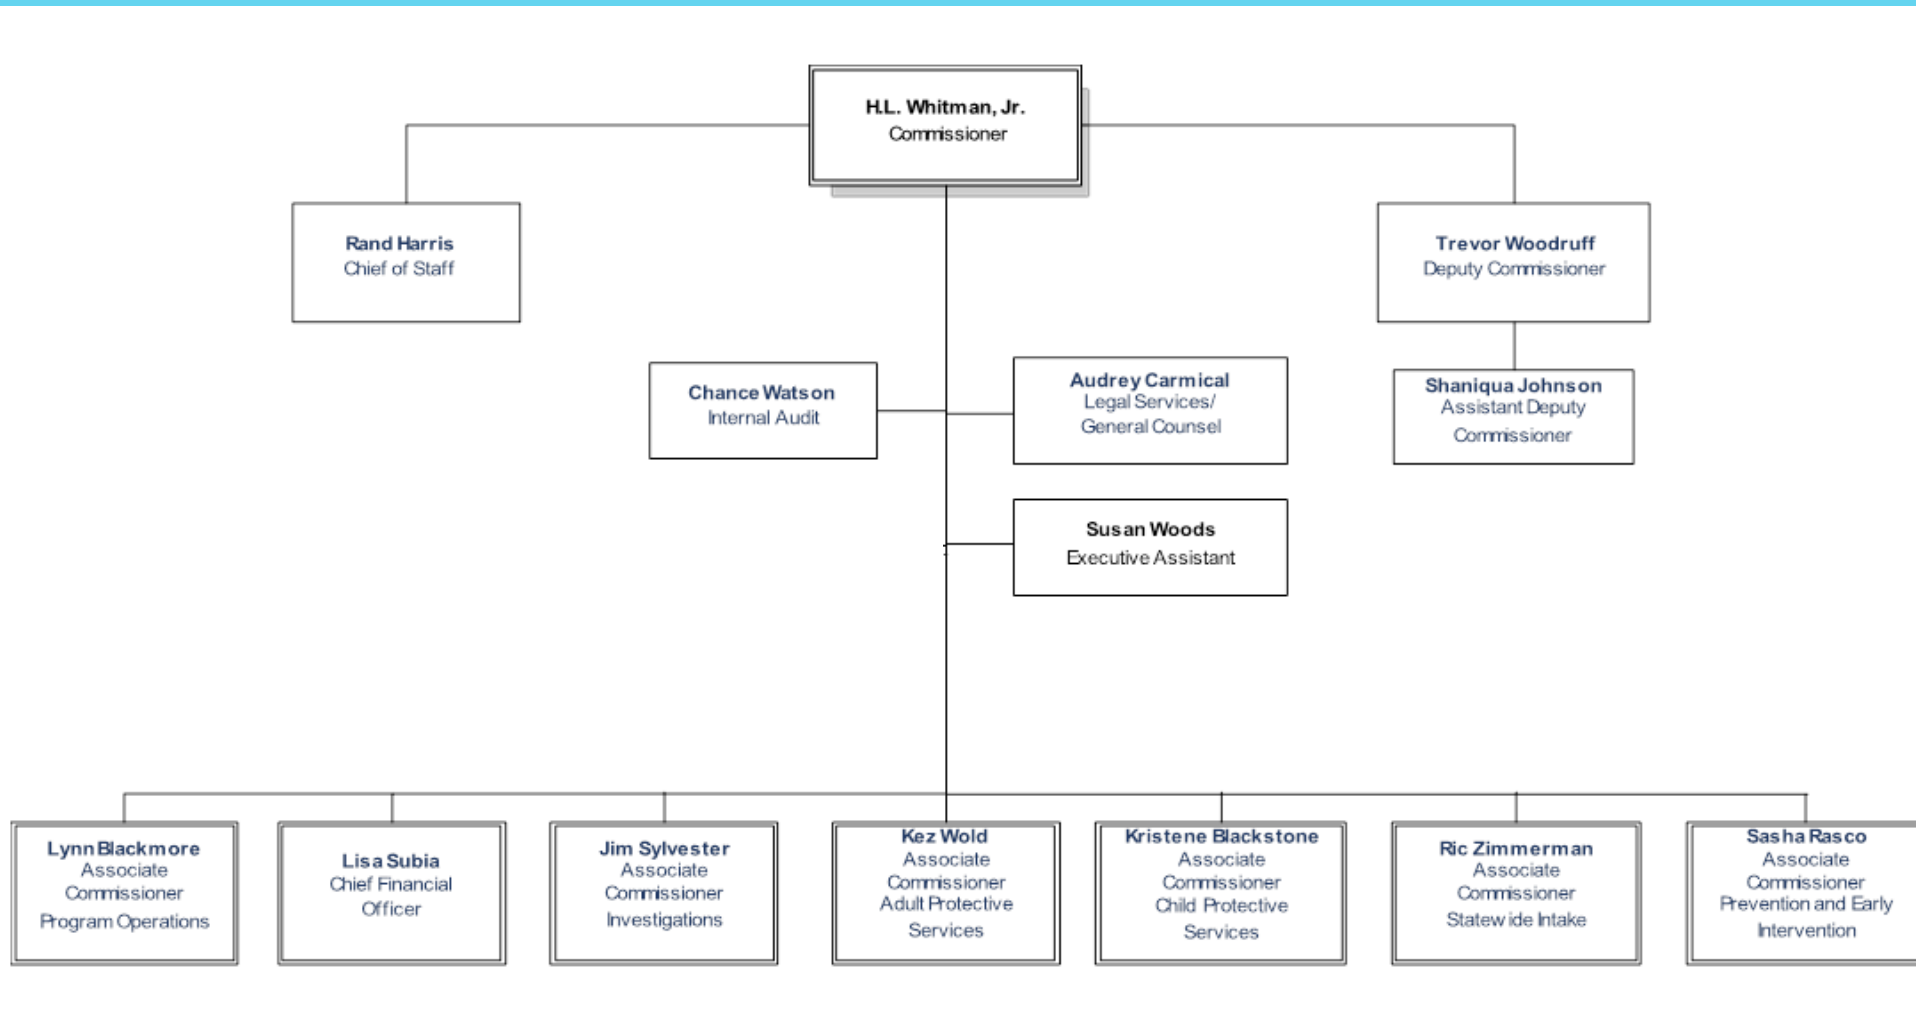 H.L. Whitman, Jr.
Commissioner
Rand Harris
Chief of Staff
Trevor Woodruff
Deputy Commissioner
Chance Watson
Internal Audit
Audrey Carmical
Legal Services/
General Counsel
Shaniqua Johnson
Assistant Deputy
Commissioner
Susan Woods
Executive Assistant
Lynn Blackmore
Associate
Commissioner
Program Operations
Lisa Subia
Chief Financial
Officer
Jim Sylvester
Associate
Commissioner
Investigations
Kez Wold
Associate
Commissioner
Adult Protective
Services
Kristene Blackstone
Associate
Commissioner
Child Protective
Services
Ric Zimmerman
Associate
Commissioner
Statewide Intake
Sasha Rasco
Associate
Commissioner
Prevention and Early
Intervention